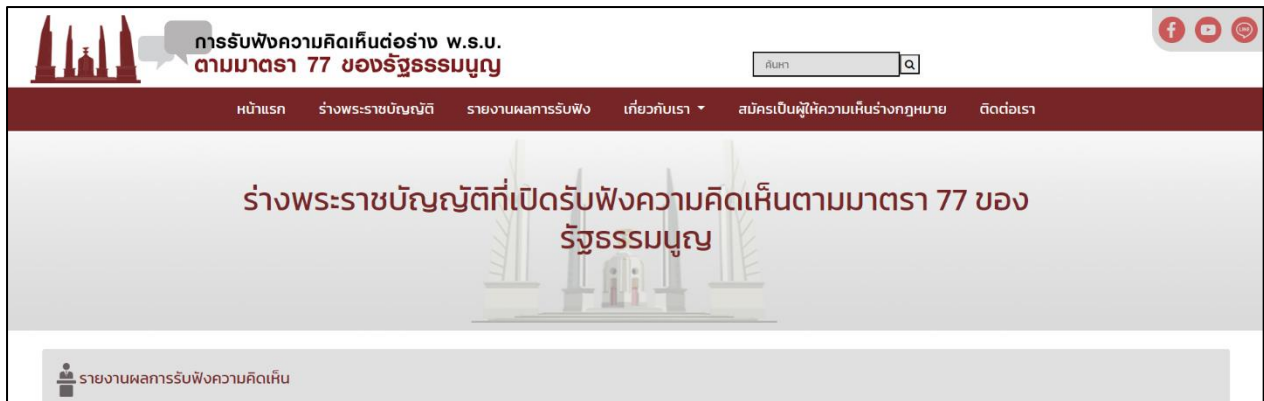 การรับฟังความคิดเห็นต่อร่าง พ.ร.บ.
ตามมาตรา 77 ของรัฐธรรมนูญ
ค้นหา
LINE
หน้าแรก ร่างพระราชบัญญัติ รายงานผลการรับฟัง เกี่ยวกับเรา สมัครเป็นผู้ให้ความเห็นร่างกฎหมาย ติดต่อเรา
ร่างพระราชบัญญัติที่เปิดรับฟังความคิดเห็นตามมาตรา 77 ของ
รัฐธรรมนูญ
รายงานผลการรับฟังความคิดเห็น